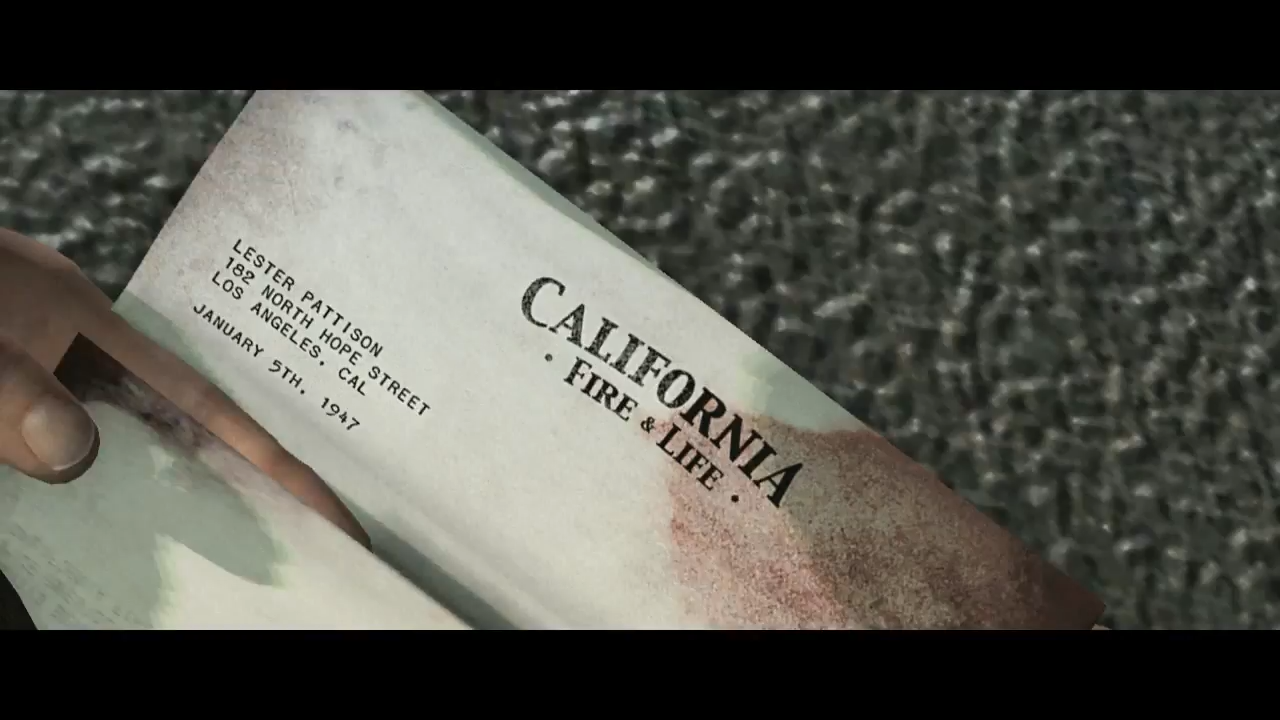 LESTER PATTISON
182 NORTH HOPE STREET
LOS ANGELES, CAL
JANUARY 5TH, 1947
CALIFORNIA
· FIRE & LIFE ·